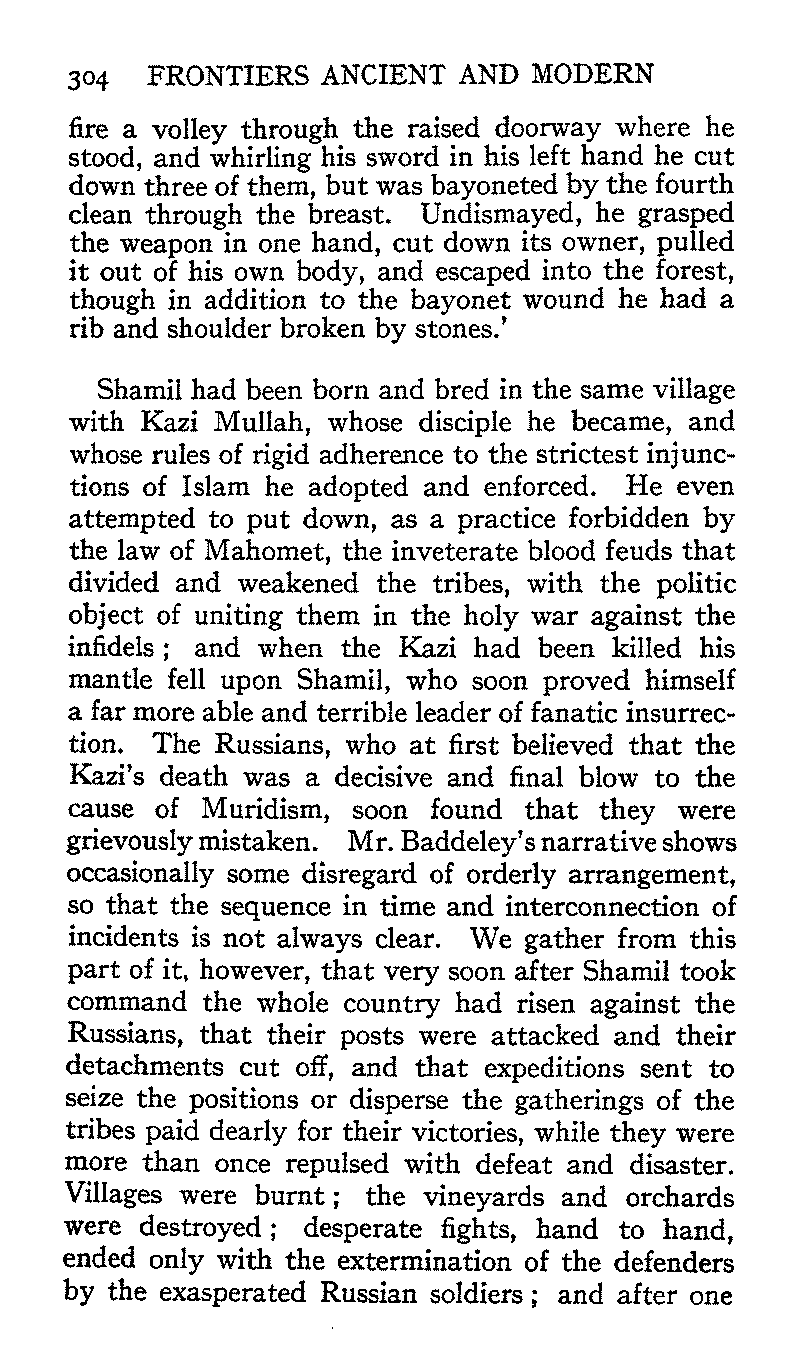 304 FRONTIERS ANCIENT AND MODERN
fire a volley through the raised doorway where he
stood, and whirling his sword in his left hand he cut
down three of them, but was bayoneted by the fourth
clean through the breast. Undismayed, he grasped
the weapon in one hand, cut down its owner, pulled
it out of his own body, and escaped into the forest,
though in addition to the bayonet wound he had a
rib and shoulder broken by stones.'
Shamil had been born and bred in the same village
with Kazi Mullah, whose disciple he became, and
whose rules of rigid adherence to the strictest injunc-
tions of Islam he adopted and enforced. He even
attempted to put down, as a practice forbidden by
the law of Mahomet, the inveterate blood feuds that
divided and weakened the tribes, with the politic
object of uniting them in the holy war against the
infidels ; and when the Kazi had been killed his
mantle fell upon Shamil, who soon proved himself
a far more able and terrible leader of fanatic insurrec-
tion. The Russians, who at first believed that the
Kazi's death was a decisive and final blow to the
cause of Muridism, soon found that they were
grievously mistaken. Mr. Baddeley's narrative shows
occasionally some disregard of orderly arrangement,
so that the sequence in time and interconnection of
incidents is not always clear. We gather from this
part of it, however, that very soon after Shamil took
command the whole country had risen against the
Russians, that their posts were attacked and their
detachments cut off, and that expeditions sent to
seize the positions or disperse the gatherings of the
tribes paid dearly for their victories, while they were
more than once repulsed with defeat and disaster.
Villages were burnt ; the vineyards and orchards
were destroyed ; desperate fights, hand to hand,
ended only with the extermination of the defenders
by the exasperated Russian soldiers ; and after one